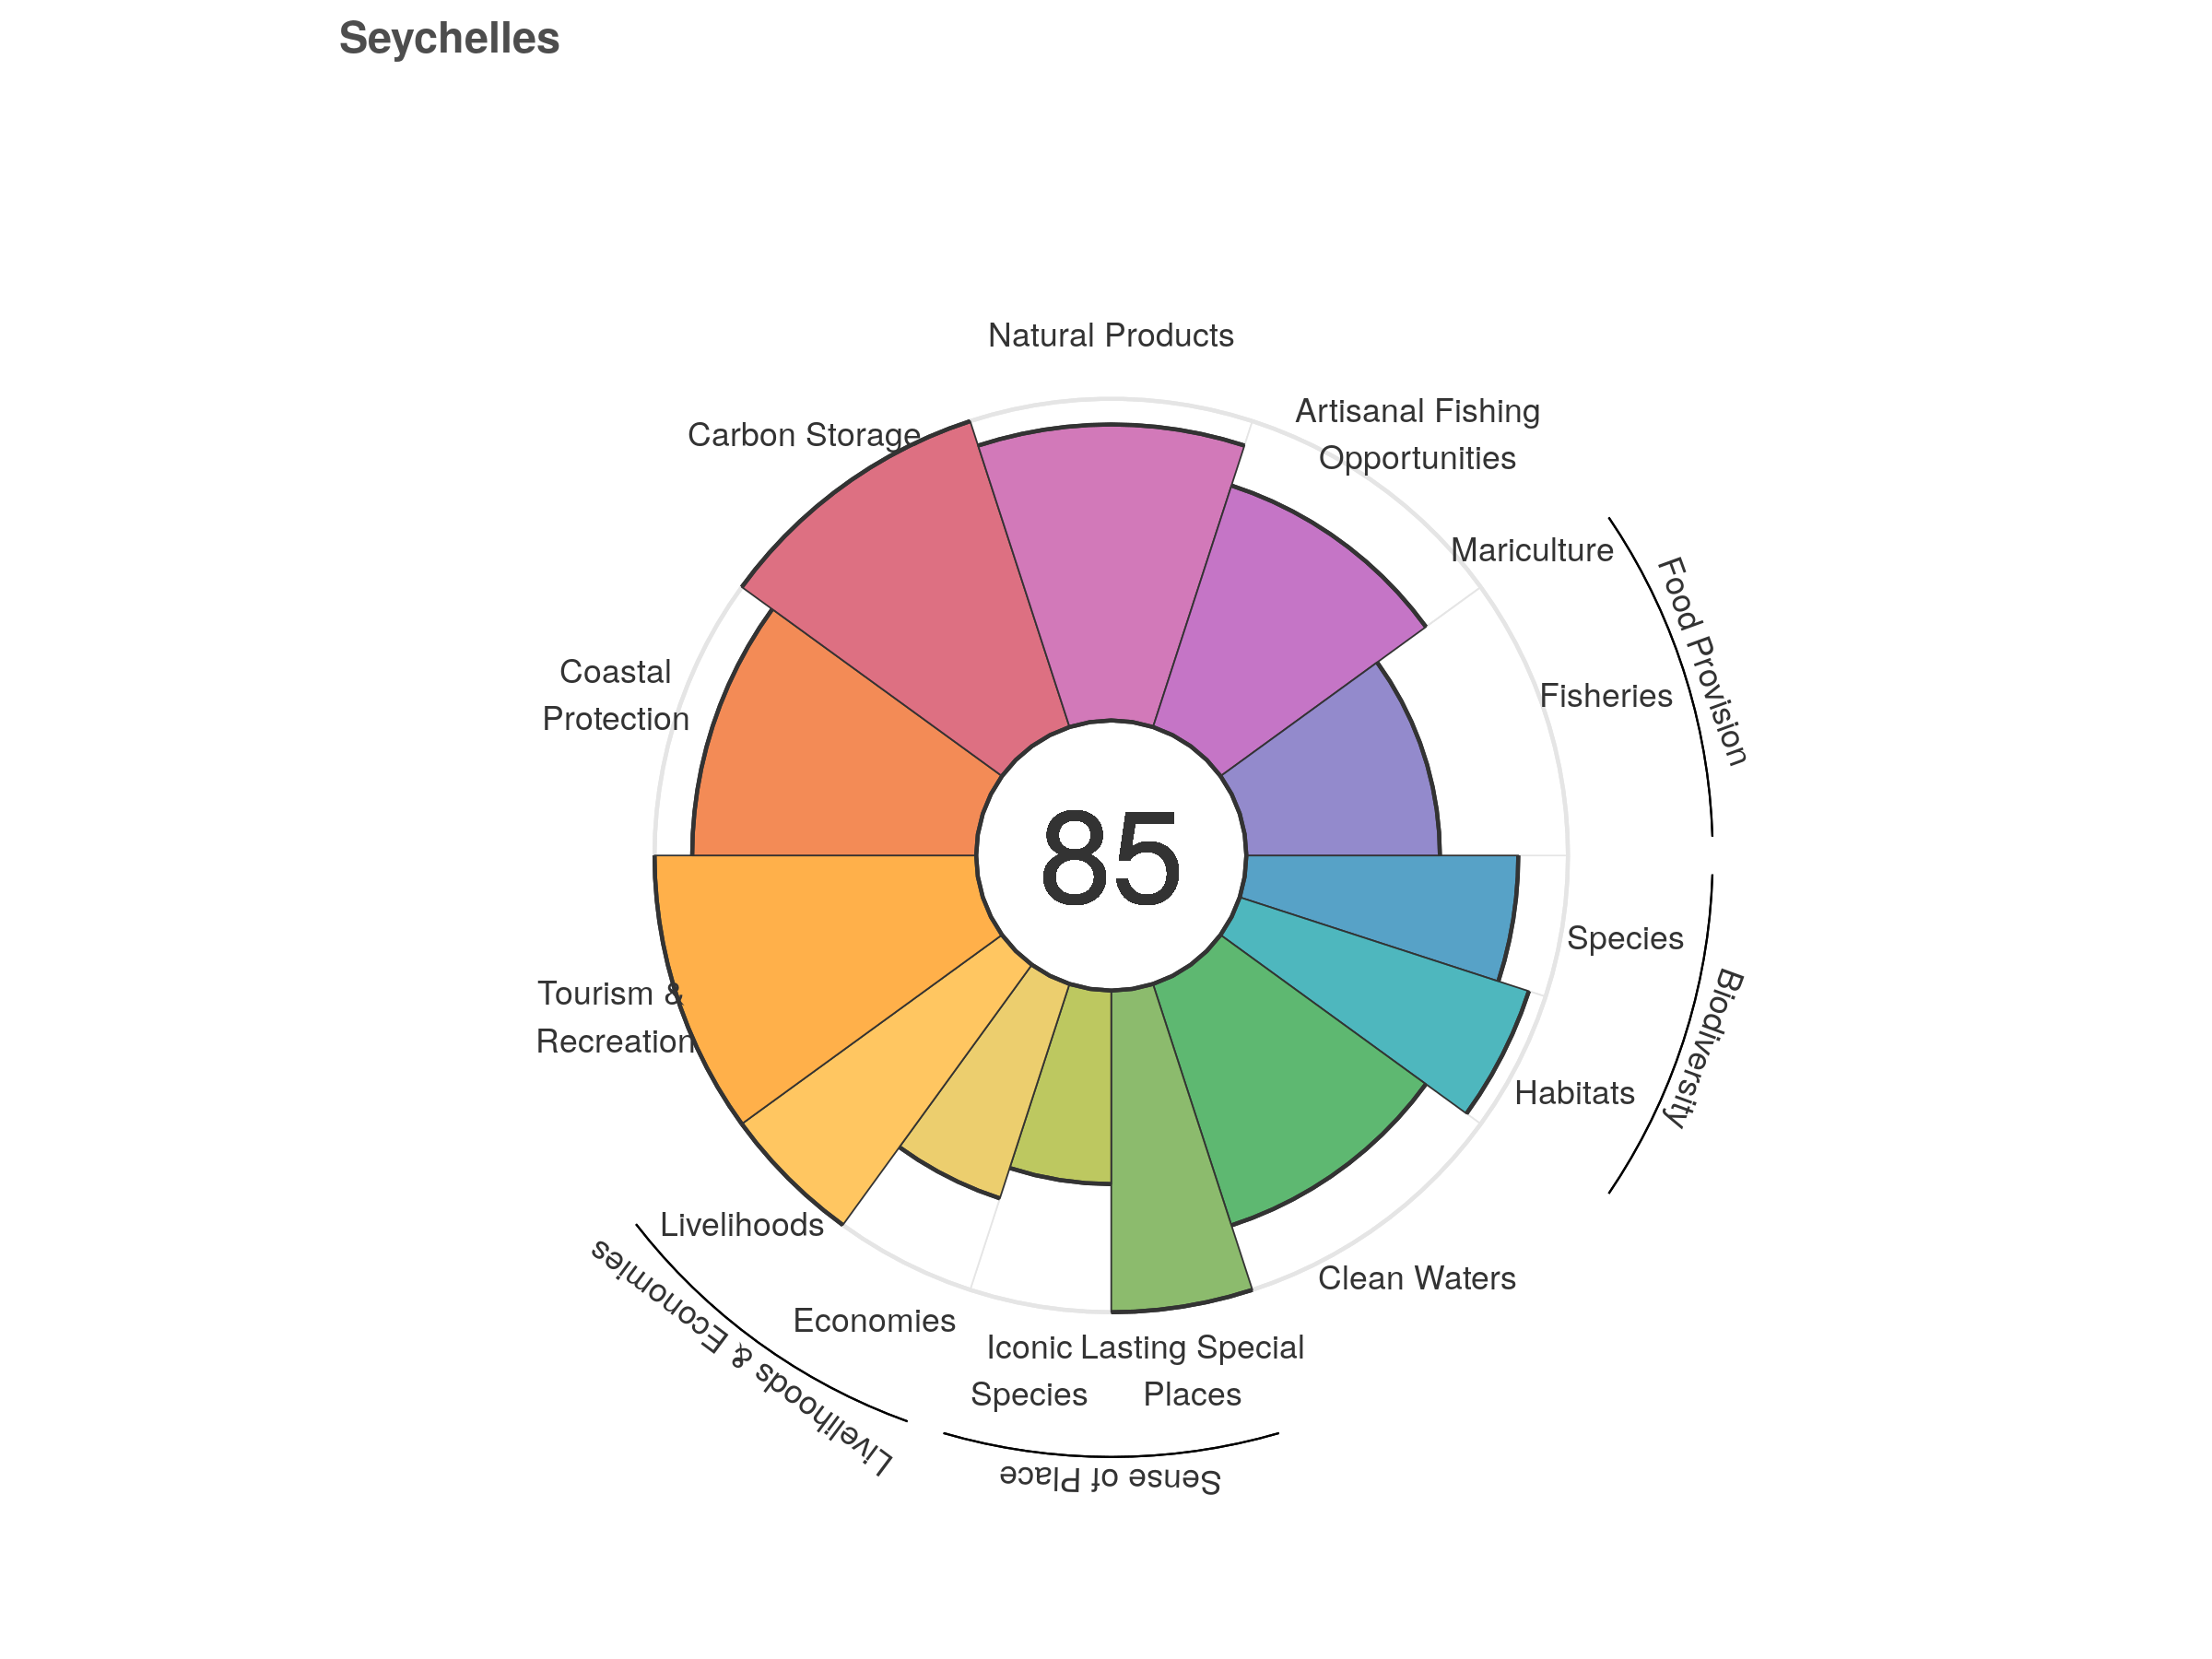 Seychelles
Natural Products
Artisanal Fishing
Opportunities
Carbon Storage
Mariculture
Food Provision
Fisheries
Coastal
Protection
85
Species
Biodiversity
Tourism &
Recreation
Habitats
Livelihoods
Clean Waters
Economies
Livelihoods & Economies
Iconic
Species
Lasting Special
Places
Sense of Place